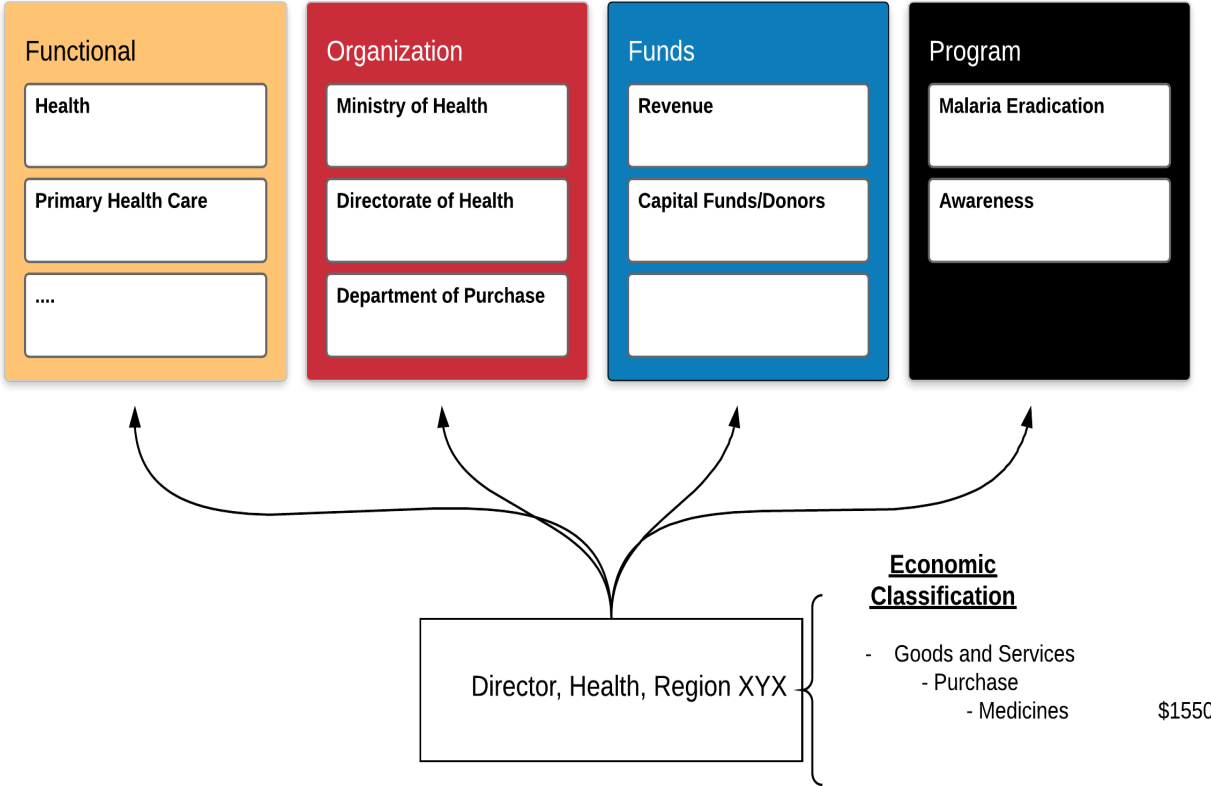 Functional
Health
Primary Health Care
....
Organization
Ministry of Health
Directorate of Health
Department of Purchase
Funds
Revenue
Capital Funds/Donors
Program
Malaria Eradication
Awareness
Director, Health, Region XYX
Economic
Classification
- Goods and Services
- Purchase
- Medicines $1550